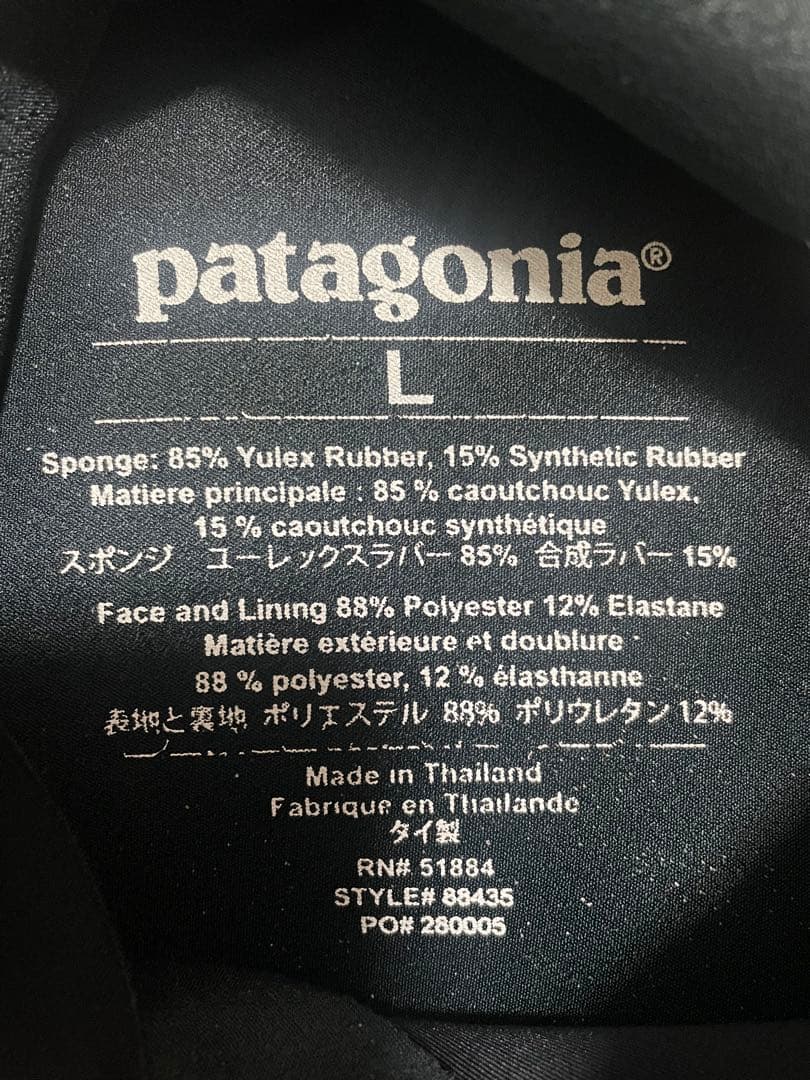 patagonia®
L
Sponge: 85% Yulex Rubber, 15% Synthetic Rubber
Matiere principale : 85 % caoutchouc Yulex,
15 % caoutchouc synthétique
スポンジ ユーレックスラバー 85% 合成ラバー 15%
Face and Lining 88% Polyester 12% Elastane
Matière extérieure et doublure
88 % polyester, 12 % élasthanne
表地と裏地 ポリエステル 88% ポリウレタン 12%
Made in Thailand
Fabrique en Thailande
タイ製
RN# 51884
STYLE# 88435
PO# 280005